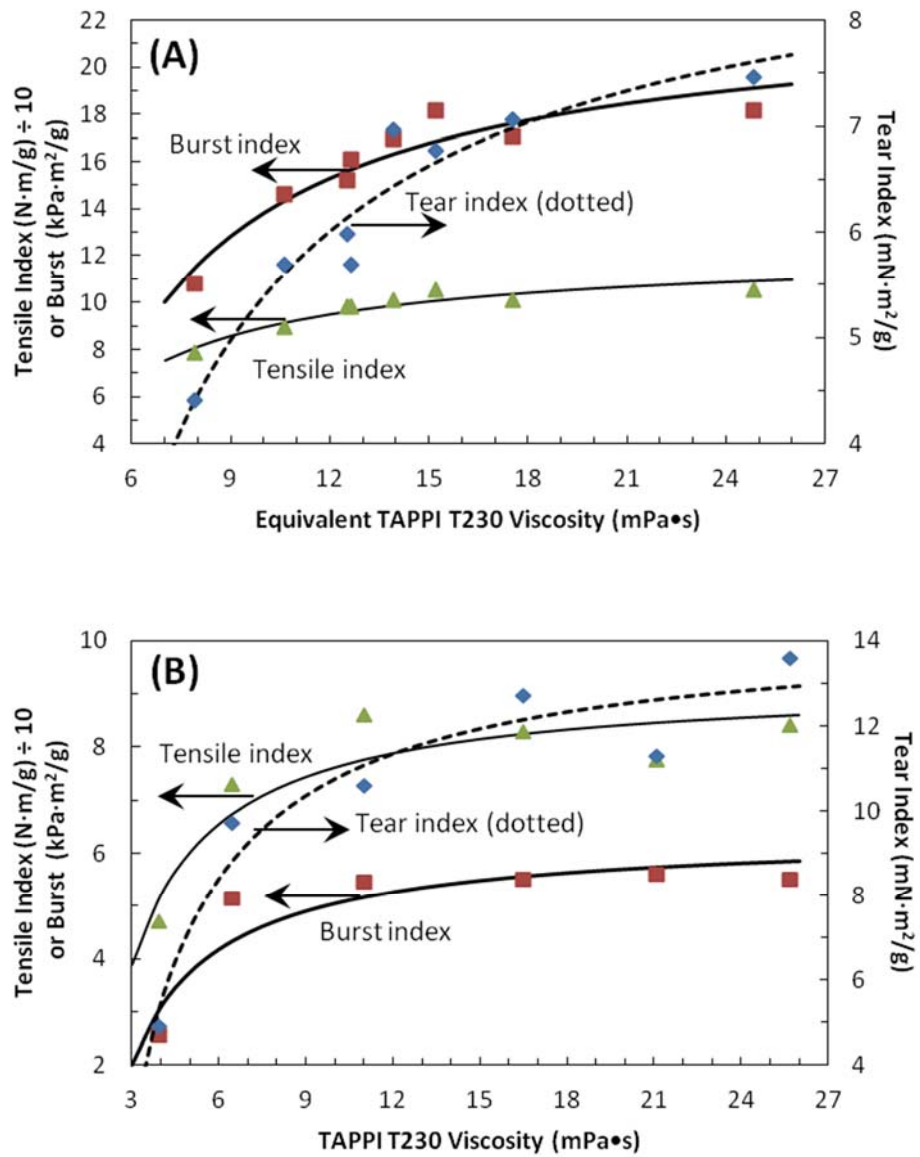 (A)
Tensile Index (N·m/g) ÷ 10
or Burst (kPa·m²/g)
22
20
18
16
14
12
10
8
6
4
Burst index
Tear index (dotted)
Tensile index
8
7
6
5
4
Tear Index (mN·m²/g)
6 9 12 15 18 21 24 27
Equivalent TAPPI T230 Viscosity (mPa•s)
(B)
Tensile Index (N·m/g) ÷ 10
or Burst (kPa·m²/g)
10
8
6
4
2
Tensile index
Tear index (dotted)
Burst index
14
12
10
8
6
4
Tear Index (mN·m²/g)
3 6 9 12 15 18 21 24 27
TAPPI T230 Viscosity (mPa•s)